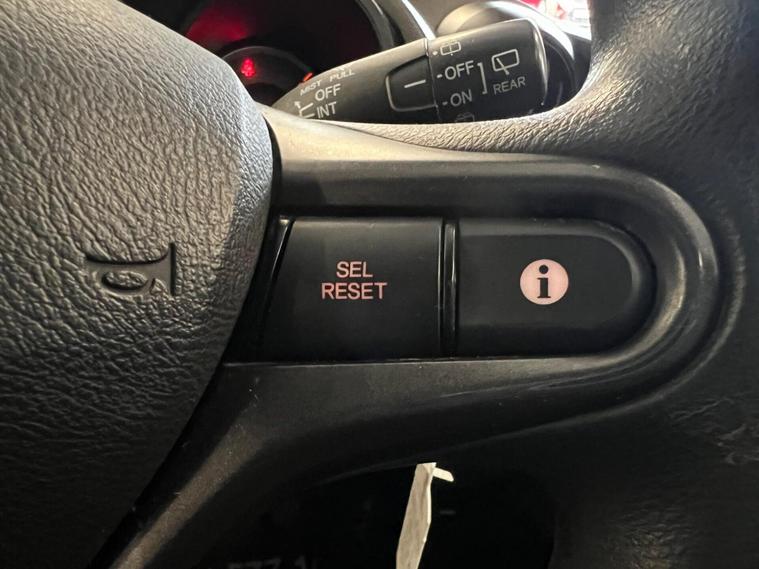 MIST PULL
OFF
INT
OFF
ON
REAR
SEL
RESET
i